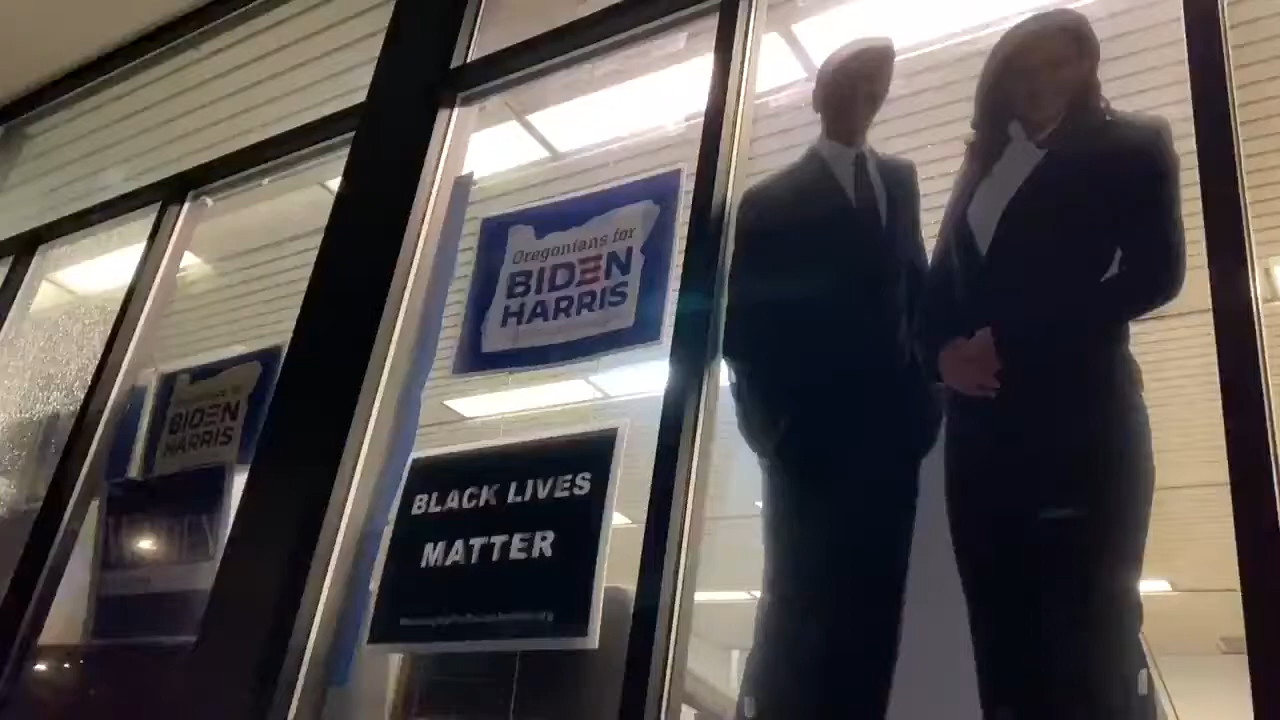 Oregonians for
BIDEN
HARRIS
BLACK LIVES
MATTER
BIDEN
HARRIS